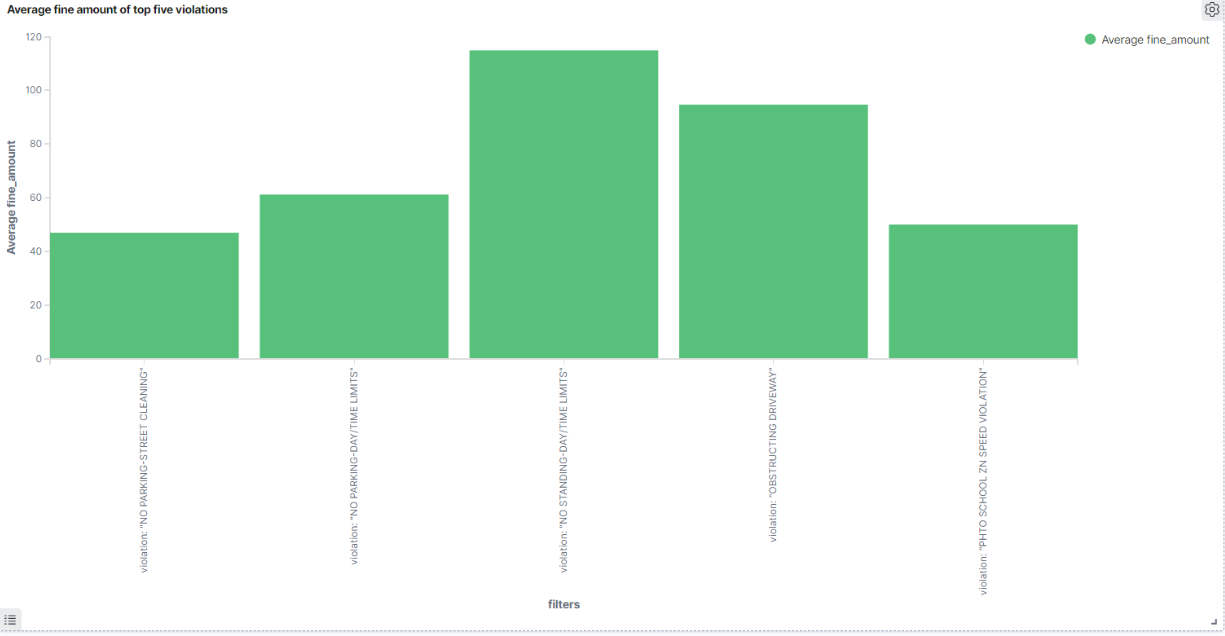 Average fine amount of top five violations
Average fine_amount
120
100
80
60
40
20
0
Average fine_amount
violation: "NO PARKING-STREET CLEANING"
violation: "NO PARKING-DAY/TIME LIMITS"
violation: "NO STANDING-DAY/TIME LIMITS"
violation: "OBSTRUCTING DRIVEWAY"
violation: "PHTO SCHOOL ZN SPEED VIOLATION"
filters